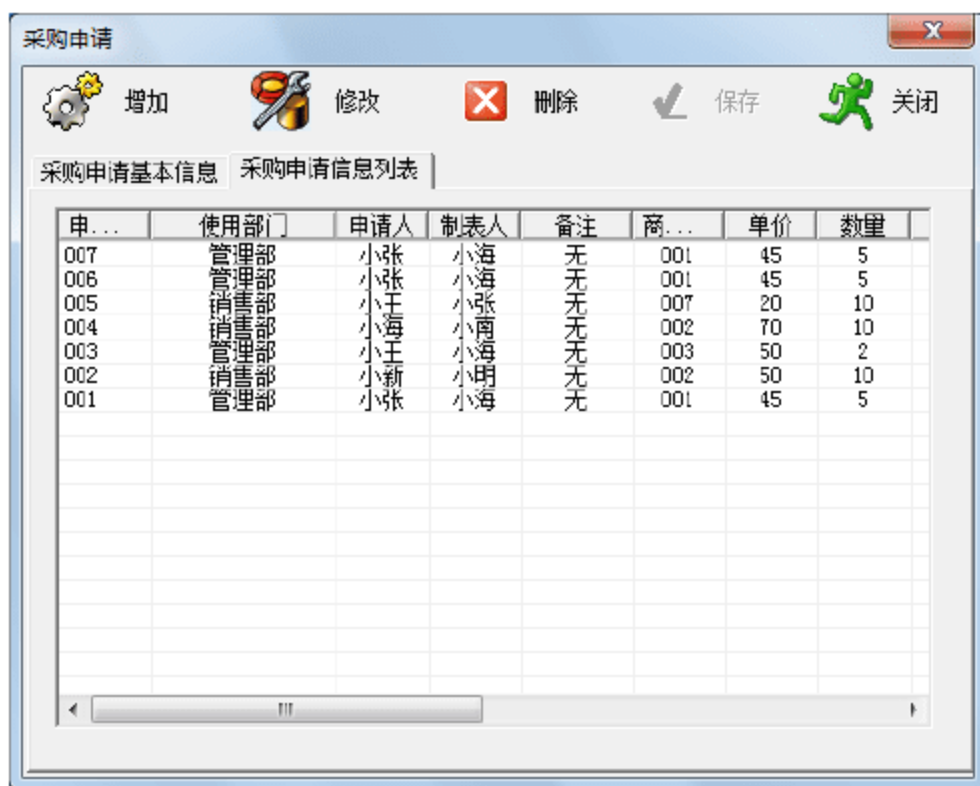 采购申请
增加 修改 删除 保存 关闭
采购申请基本信息 采购申请信息列表
申... 使用部门 申请人 制表人 备注 商... 单价 数量
007 管理部 小张 小海 无 001 45 5
006 管理部 小张 小海 无 001 45 5
005 销售部 小王 小张 无 007 20 10
004 销售部 小海 小南 无 002 70 10
003 管理部 小王 小海 无 003 50 2
002 销售部 小新 小明 无 002 50 10
001 管理部 小张 小海 无 001 45 5